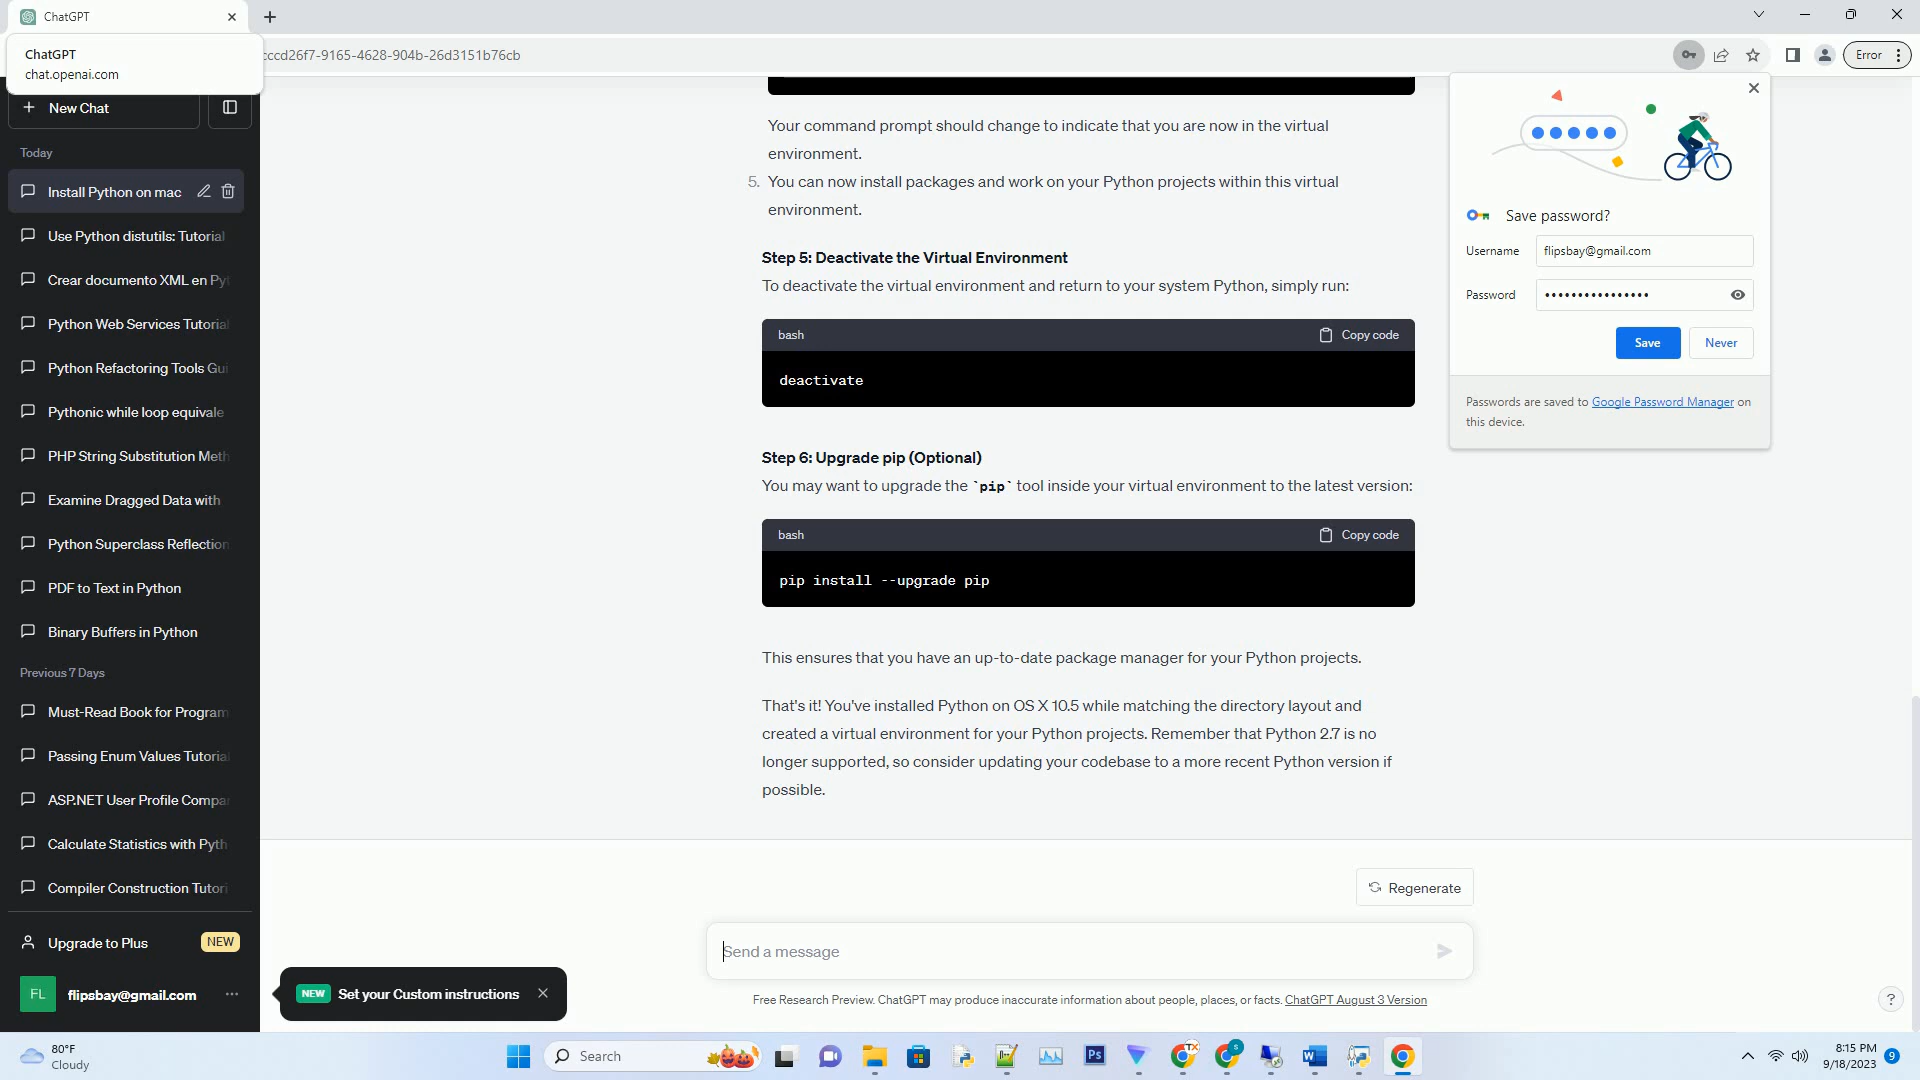 ChatGPT
ChatGPT
chat.openai.com
cccd26f7-9165-4628-904b-26d3151b76cb
Error
New Chat
Today
Install Python on mac
Use Python distutils: Tutorial
Crear documento XML en Pyt
Python Web Services Tutorial
Python Refactoring Tools Gui
Pythonic while loop equivale
PHP String Substitution Meth
Examine Dragged Data with
Python Superclass Reflection
PDF to Text in Python
Binary Buffers in Python
Previous 7 Days
Must-Read Book for Program
Passing Enum Values Tutorial
ASP.NET User Profile Compar
Calculate Statistics with Pyth
Compiler Construction Tutori
Upgrade to Plus
NEW
FL
flipsbay@gmail.com
Your command prompt should change to indicate that you are now in the virtual
environment.
5. You can now install packages and work on your Python projects within this virtual
environment.
Step 5: Deactivate the Virtual Environment
To deactivate the virtual environment and return to your system Python, simply run:
bash
Copy code
deactivate
Step 6: Upgrade pip (Optional)
You may want to upgrade the `pip` tool inside your virtual environment to the latest version:
bash
Copy code
pip install --upgrade pip
This ensures that you have an up-to-date package manager for your Python projects.
That's it! You've installed Python on OS X 10.5 while matching the directory layout and
created a virtual environment for your Python projects. Remember that Python 2.7 is no
longer supported, so consider updating your codebase to a more recent Python version if
possible.
Save password?
Username
flipsbay@gmail.com
Password
Save
Never
Passwords are saved to Google Password Manager on
this device.
Regenerate
Send a message
NEW
Set your Custom instructions
Free Research Preview. ChatGPT may produce inaccurate information about people, places, or facts. ChatGPT August 3 Version
?
80°F
Cloudy
Search
Ps
TX
S
W
8:15 PM
9/18/2023
9